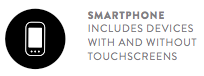 SMARTPHONE
INCLUDES DEVICES
WITH AND WITHOUT
TOUCHSCREENS